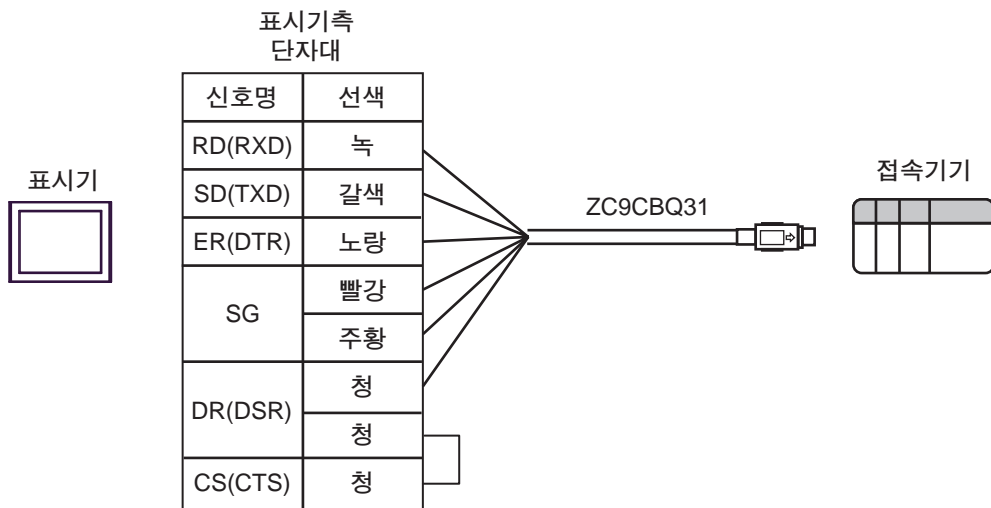 표시기측
단자대
신호명 선색
RD(RXD) 녹
SD(TXD) 갈색
ER(DTR) 노랑
SG 빨강
주황
DR(DSR) 청
청
CS(CTS) 청
표시기
ZC9CBQ31
접속기기